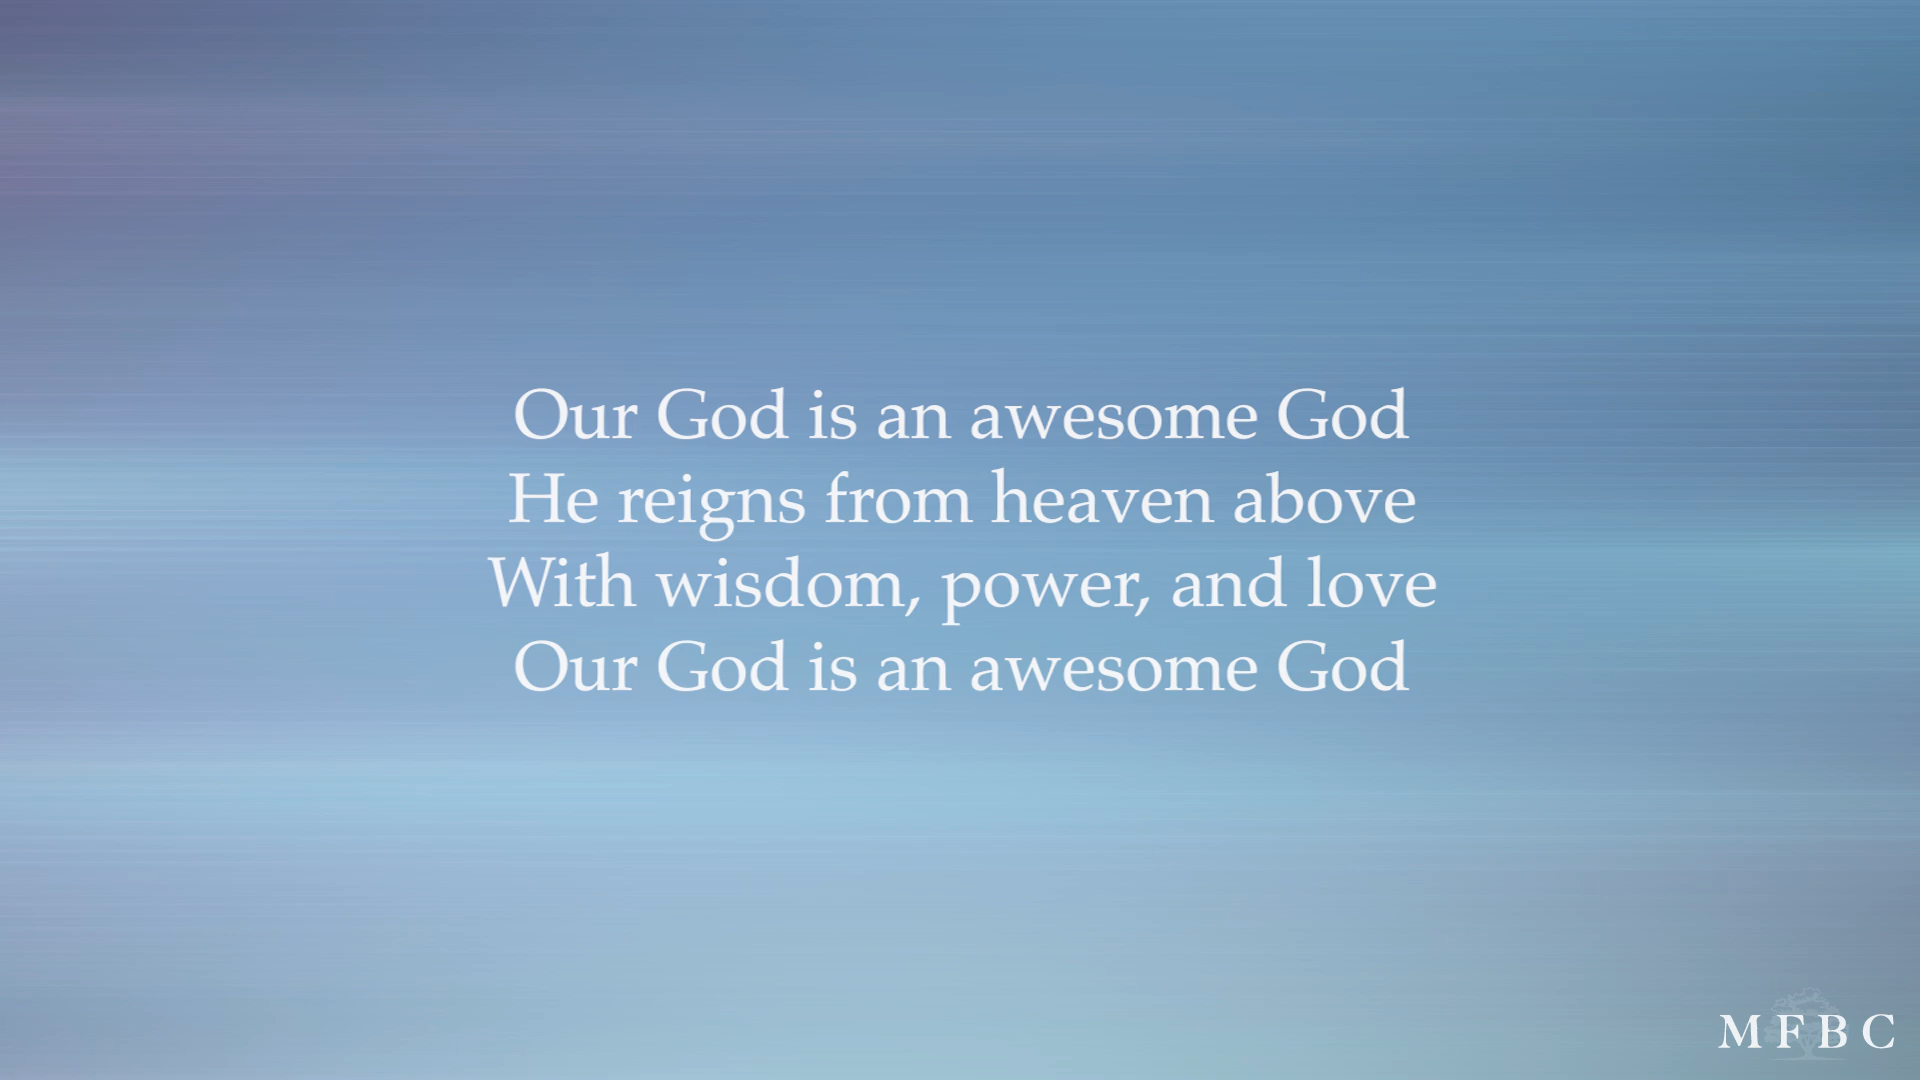 Our God is an awesome God
He reigns from heaven above
With wisdom, power, and love
Our God is an awesome God
MFBC